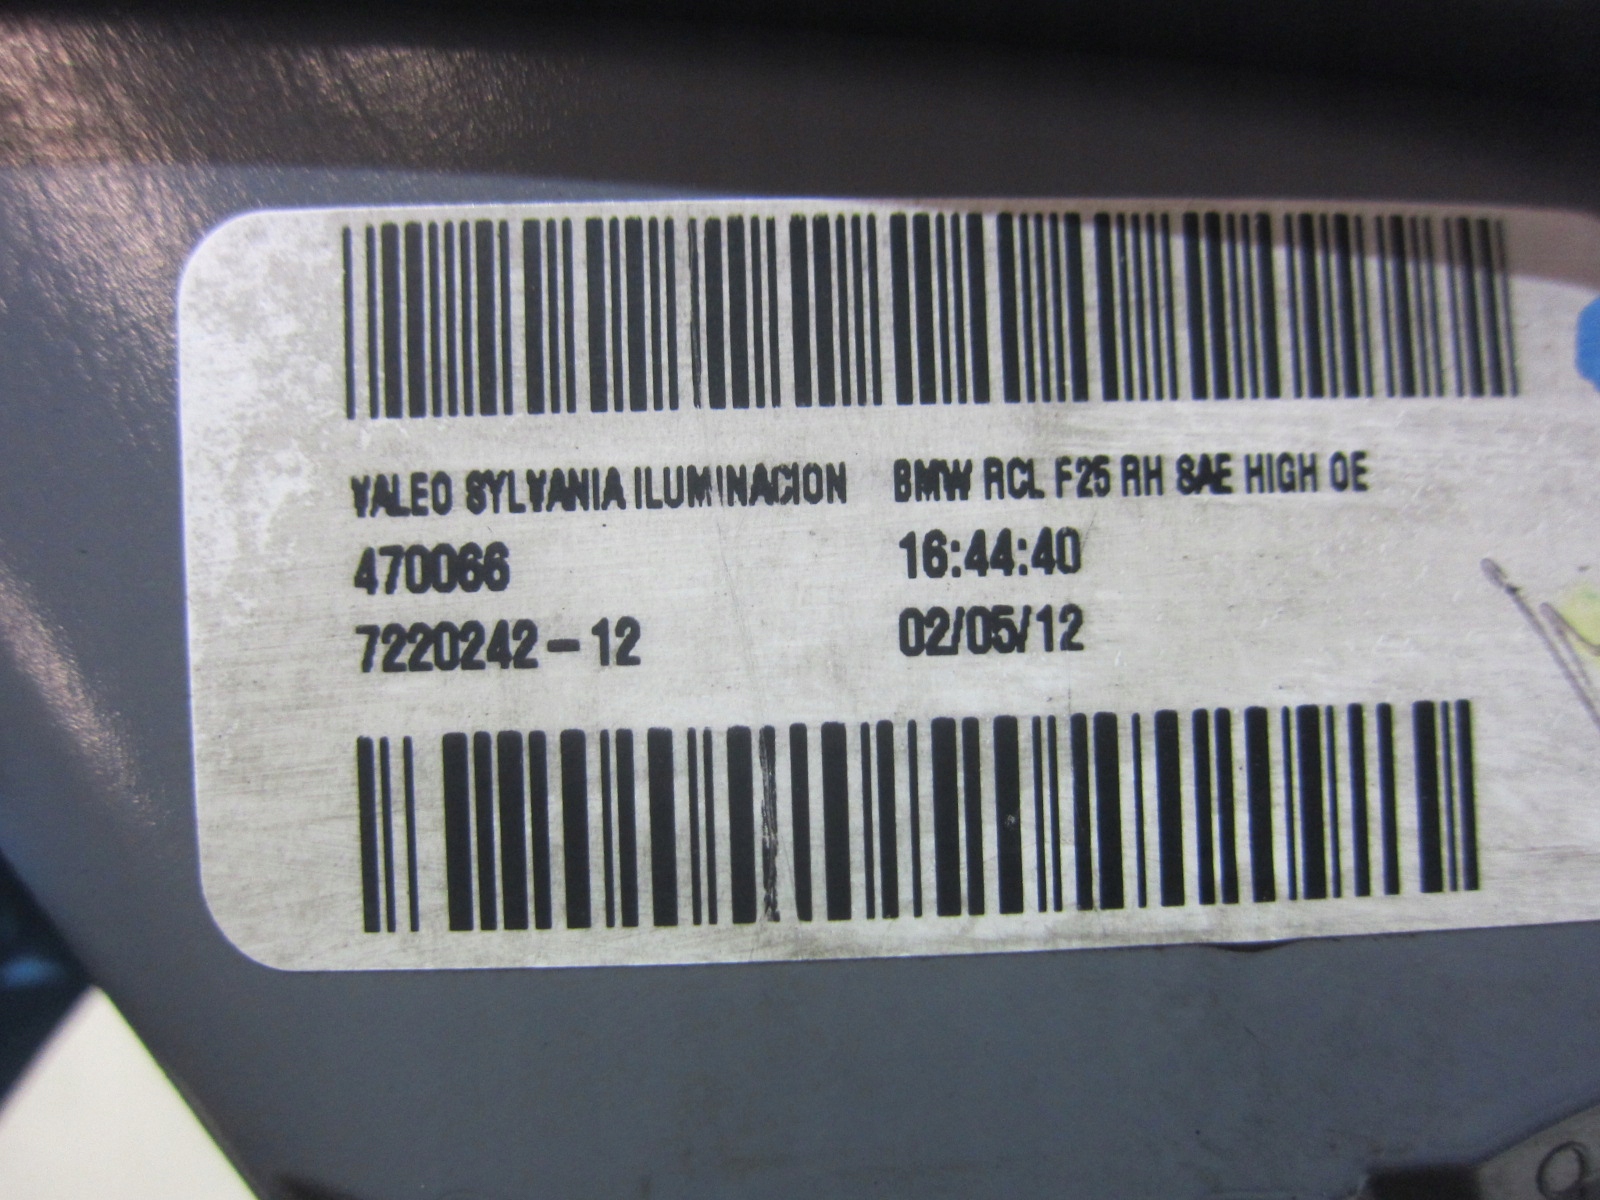 VALEO SYLVANIA ILUMINACION BMW RCL F25 RH SAE HIGH OE
470066 16:44:40
7220242-12 02/05/12